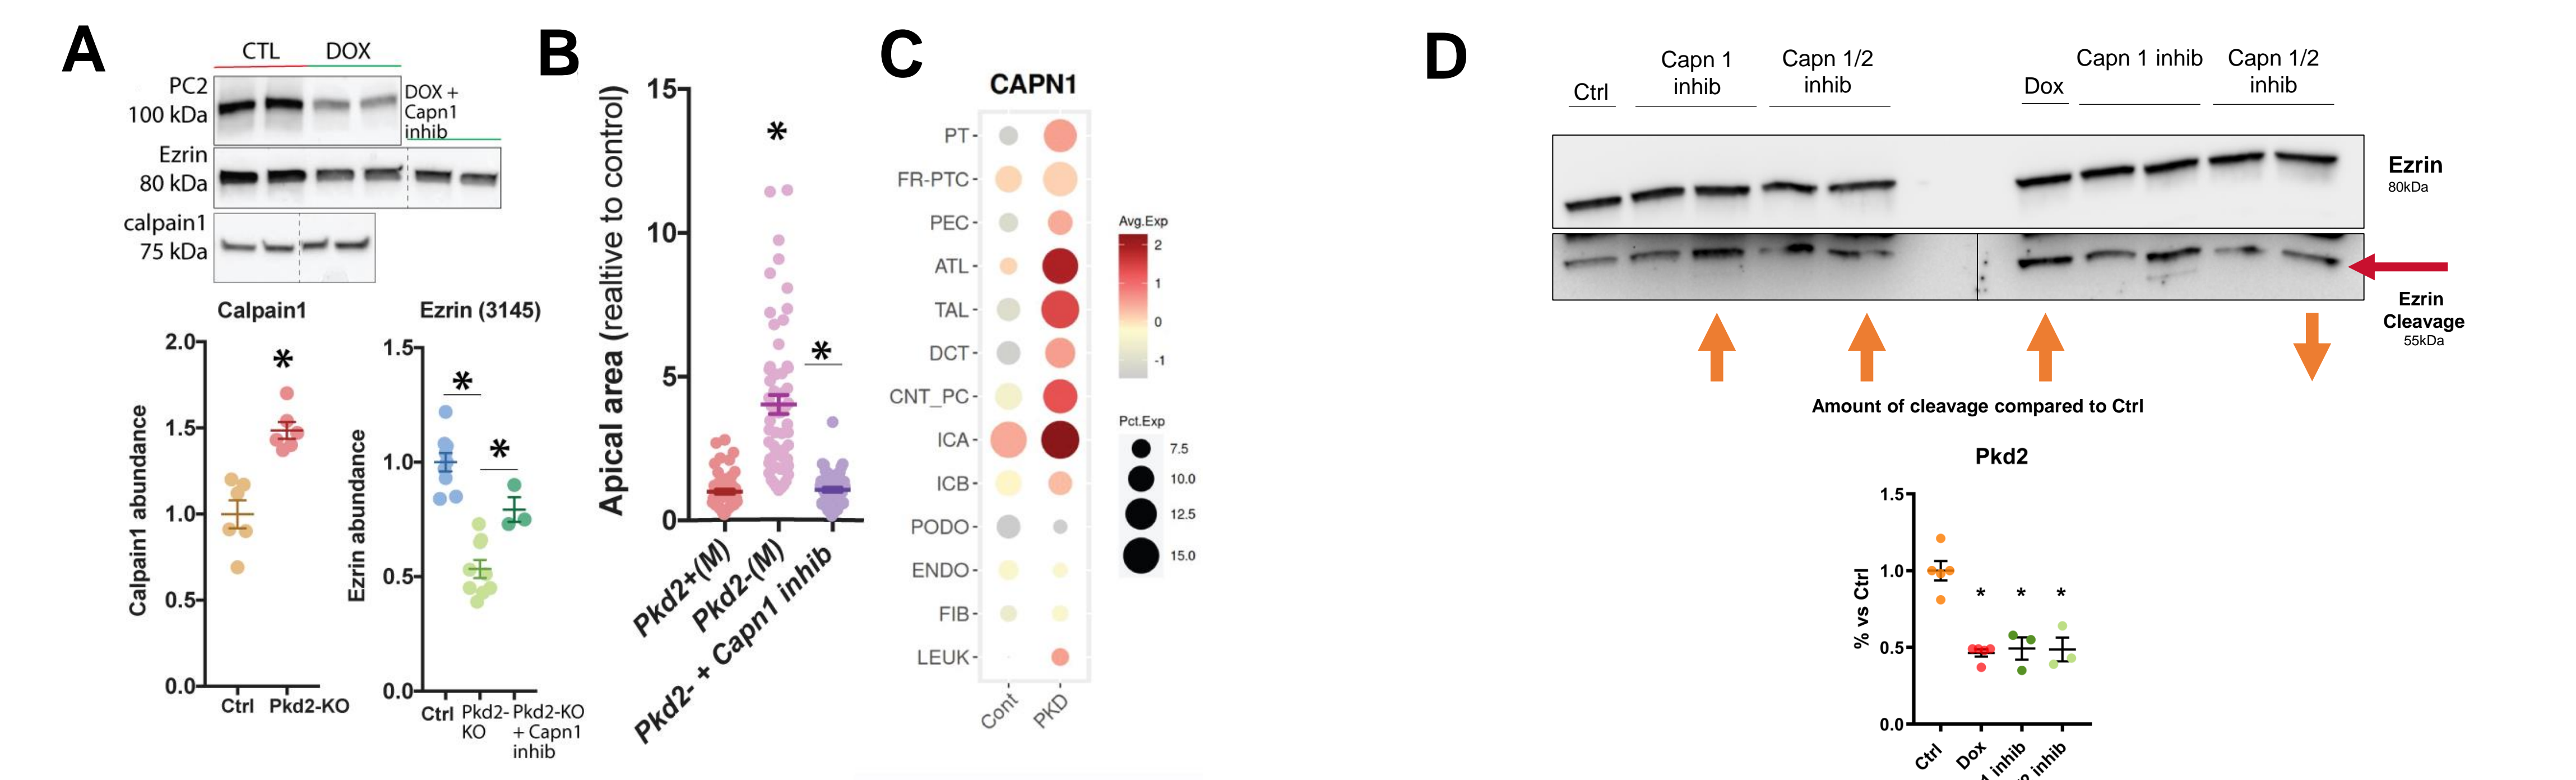 A
CTL
DOX
PC2
100 kDa
DOX +
Capn1
inhib
Ezrin
80 kDa
calpain1
75 kDa
Calpain1
Calpain1 abundance
2.0
1.5
1.0
0.5
0.0
*
Ctrl
Pkd2-KO
Ezrin (3145)
Ezrin abundance
1.5
1.0
0.5
0.0
*
*
Ctrl
Pkd2-
KO
Pkd2-KO
+ Capn1
inhib
B
Apical area (realtive to control)
15
10
5
0
*
*
Pkd2+(M)
Pkd2-(M)
Pkd2- + Capn1 inhib
C
CAPN1
PT
FR-PTC
PEC
ATL
TAL
DCT
CNT_PC
ICA
ICB
PODO
ENDO
FIB
LEUK
Cont
PKD
Avg.Exp
2
1
0
-1
Pct.Exp
7.5
10.0
12.5
15.0
D
Ctrl
Capn 1
inhib
Capn 1/2
inhib
Dox
Capn 1 inhib
Capn 1/2
inhib
Ezrin
80kDa
Ezrin
Cleavage
55kDa
Amount of cleavage compared to Ctrl
Pkd2
% vs Ctrl
1.5
1.0
0.5
0.0
* * *
Ctrl
Dox
1 inhib
inhib